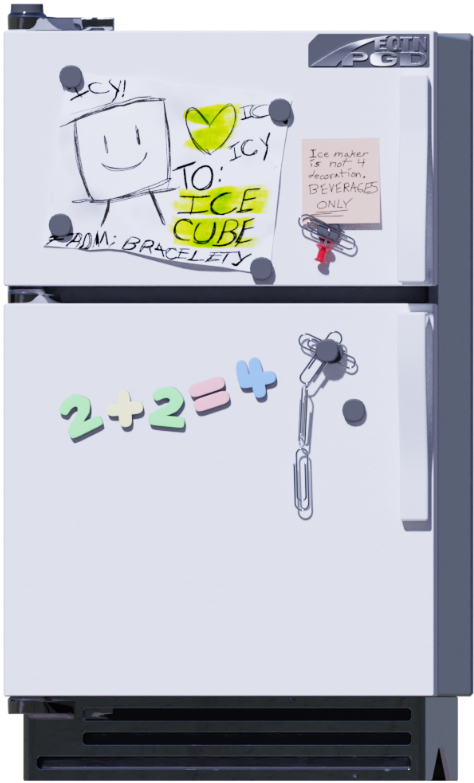 EQTN
PGD
ICY!
IC
ICY
TO:
ICE
CUBE
FROM: BRACELETY
Ice maker
is not 4
decoration.
BEVERAGES
ONLY
2+2=4